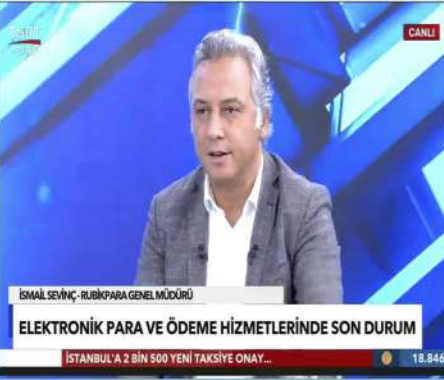 CANLI
İSMAİL SEVİNÇ - RUBİKPARA GENEL MÜDÜRÜ
ELEKTRONİK PARA VE ÖDEME HİZMETLERİNDE SON DURUM
İSTANBUL'A 2 BİN 500 YENİ TAKSİYE ONAY...
18.846